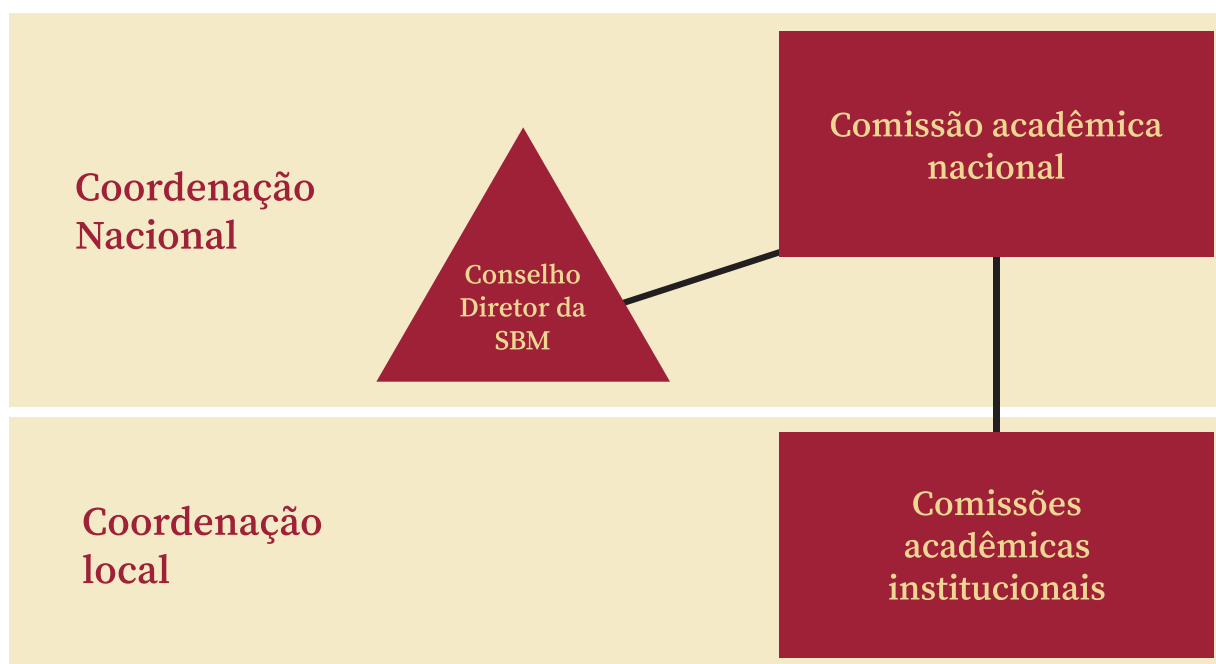 Coordenação
Nacional
Conselho
Diretor da
SBM
Comissão acadêmica
nacional
Coordenação
local
Comissões
acadêmicas
institucionais